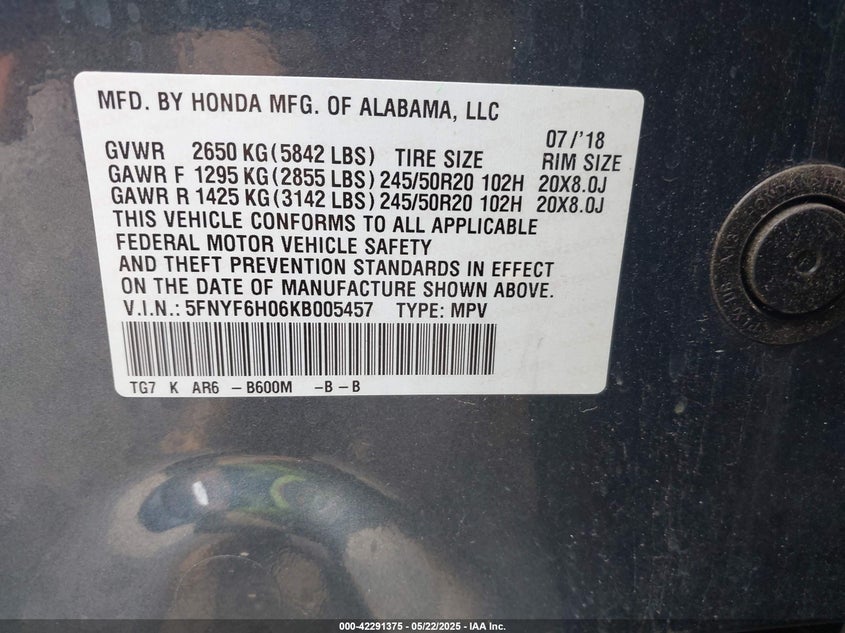 MFD. BY HONDA MFG. OF ALABAMA, LLC
07/'18
GVWR 2650 KG(5842 LBS) TIRE SIZE RIM SIZE
GAWR F 1295 KG(2855 LBS) 245/50R20 102H 20X8.0J
GAWR R 1425 KG(3142 LBS) 245/50R20 102H 20X8.0J
THIS VEHICLE CONFORMS TO ALL APPLICABLE
FEDERAL MOTOR VEHICLE SAFETY
AND THEFT PREVENTION STANDARDS IN EFFECT
ON THE DATE OF MANUFACTURE SHOWN ABOVE.
V.I.N.: 5FNYF6H06KB005457 TYPE: MPV
TG7 K AR6 –B600M –B–B
000-42291375 - 05/22/2025 - IAA Inc.